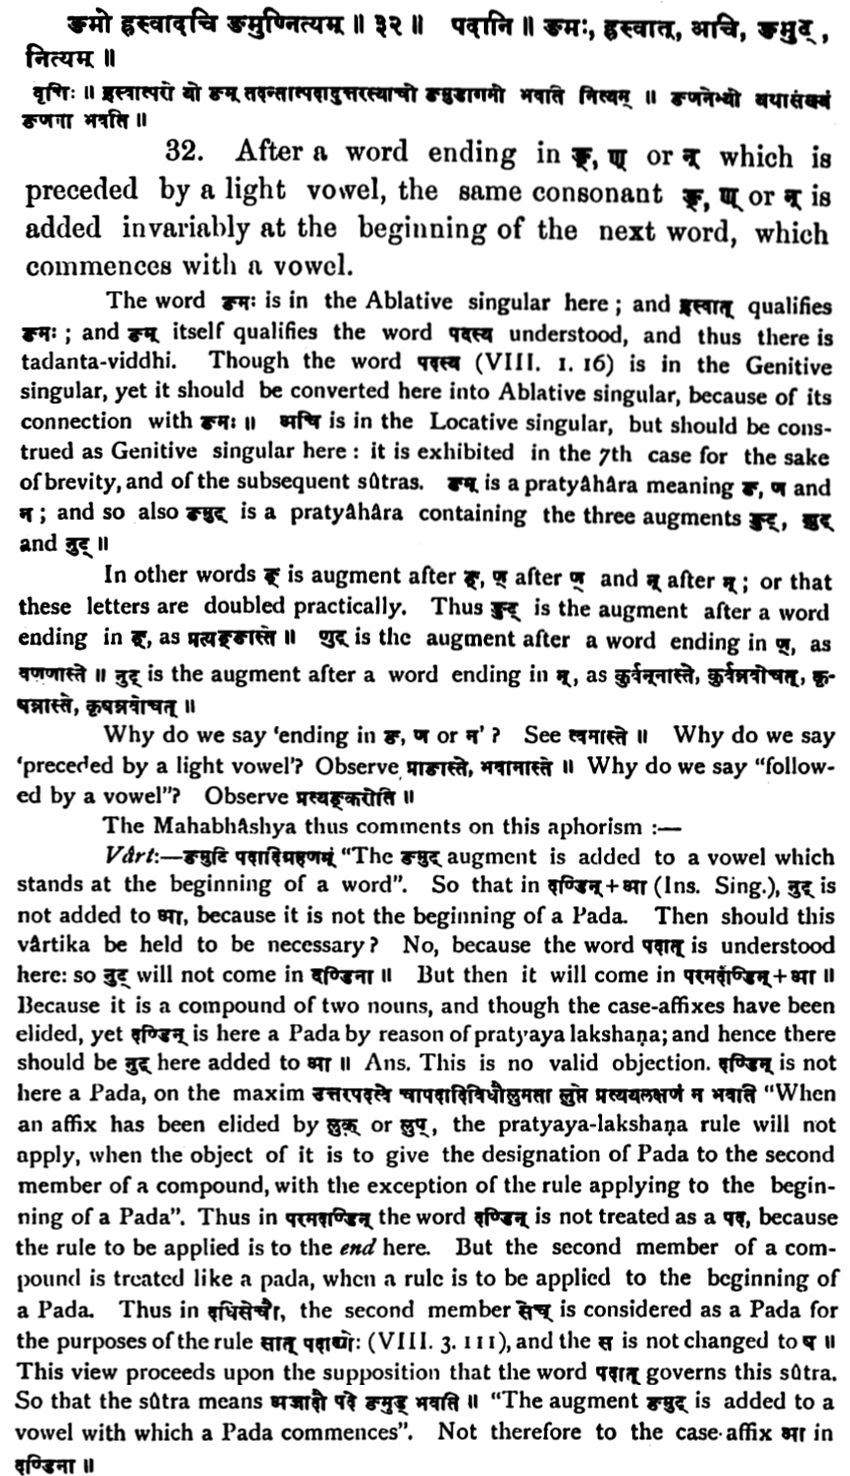 ङमो ह्रस्वादचि ङमुण्नित्यम् ॥ ३२ ॥ पदानि ॥ ङमः, ह्रस्वात्, अचि, ङमुट्,
नित्यम् ॥
वृत्तिः ॥ ह्रस्वात्परो यो ङम् तदन्तात्पदादुत्तरस्याचो ङमुडागमो भवति नित्यम् ॥ ङणनेभ्यो यथासंख्यं
ङणना भवति ॥
32. After a word ending in ङ्, ण् or न् which is
preceded by a light vowel, the same consonant ङ्, ण् or न् is
added invariably at the beginning of the next word, which
commences with a vowel.
The word ङमः is in the Ablative singular here ; and ह्रस्वात् qualifies
ङमः ; and ङम् itself qualifies the word पदस्य understood, and thus there is
tadanta-viddhi. Though the word पदस्य (VIII. 1. 16) is in the Genitive
singular, yet it should be converted here into Ablative singular, because of its
connection with ङमः ॥ अचि is in the Locative singular, but should be cons-
trued as Genitive singular here : it is exhibited in the 7th case for the sake
of brevity, and of the subsequent sûtras. ङम् is a pratyâhâra meaning ङ, ण and
न ; and so also ङमुट् is a pratyâhâra containing the three augments ङुट्, णुट्
and नुट् ॥
In other words ङ् is augment after ङ्, ण् after ण् and न् after न् ; or that
these letters are doubled practically. Thus ङुट् is the augment after a word
ending in ङ्, as प्रत्यङ्ङास्ते ॥ णुट् is the augment after a word ending in ण्, as
वण्णास्ते ॥ नुट् is the augment after a word ending in न्, as कुर्वन्नास्ते, कुर्वन्नवोचत्, कृ-
षन्नास्ते, कृषन्नवोचत् ॥
Why do we say 'ending in ङ, ण or न' ? See त्वमास्ते ॥ Why do we say
'preceded by a light vowel'? Observe प्राङास्ते, भवानास्ते ॥ Why do we say "follow-
ed by a vowel"? Observe प्रत्यङ्करोति ॥
The Mahabhâshya thus comments on this aphorism :—
Vârt:—ङमुटि पदादिग्रहणम् "The ङमुट् augment is added to a vowel which
stands at the beginning of a word". So that in दण्डिन्+आ (Ins. Sing.), नुट् is
not added to आ, because it is not the beginning of a Pada. Then should this
vârtika be held to be necessary? No, because the word पदात् is understood
here: so नुट् will not come in दण्डिना ॥ But then it will come in परमदण्डिन्+आ ॥
Because it is a compound of two nouns, and though the case-affixes have been
elided, yet दण्डिन् is here a Pada by reason of pratyaya lakshaṇa; and hence there
should be नुट् here added to आ ॥ Ans. This is no valid objection. दण्डिन् is not
here a Pada, on the maxim उत्तरपदत्वे चापदादिविधौलुमता लुप्ते प्रत्ययलक्षणं न भवति "When
an affix has been elided by लुक् or लुप्, the pratyaya-lakshaṇa rule will not
apply, when the object of it is to give the designation of Pada to the second
member of a compound, with the exception of the rule applying to the begin-
ning of a Pada". Thus in परमदण्डिन् the word दण्डिन् is not treated as a पद, because
the rule to be applied is to the end here. But the second member of a com-
pound is treated like a pada, when a rule is to be applied to the beginning of
a Pada. Thus in दधिसेचौ, the second member सेच् is considered as a Pada for
the purposes of the rule सात् पदाद्योः (VIII. 3. 111), and the स is not changed to ष ॥
This view proceeds upon the supposition that the word पदात् governs this sûtra.
So that the sûtra means अजादौ पदे ङमुड् भवति ॥ "The augment ङमुट् is added to a
vowel with which a Pada commences". Not therefore to the case-affix आ in
दण्डिना ॥